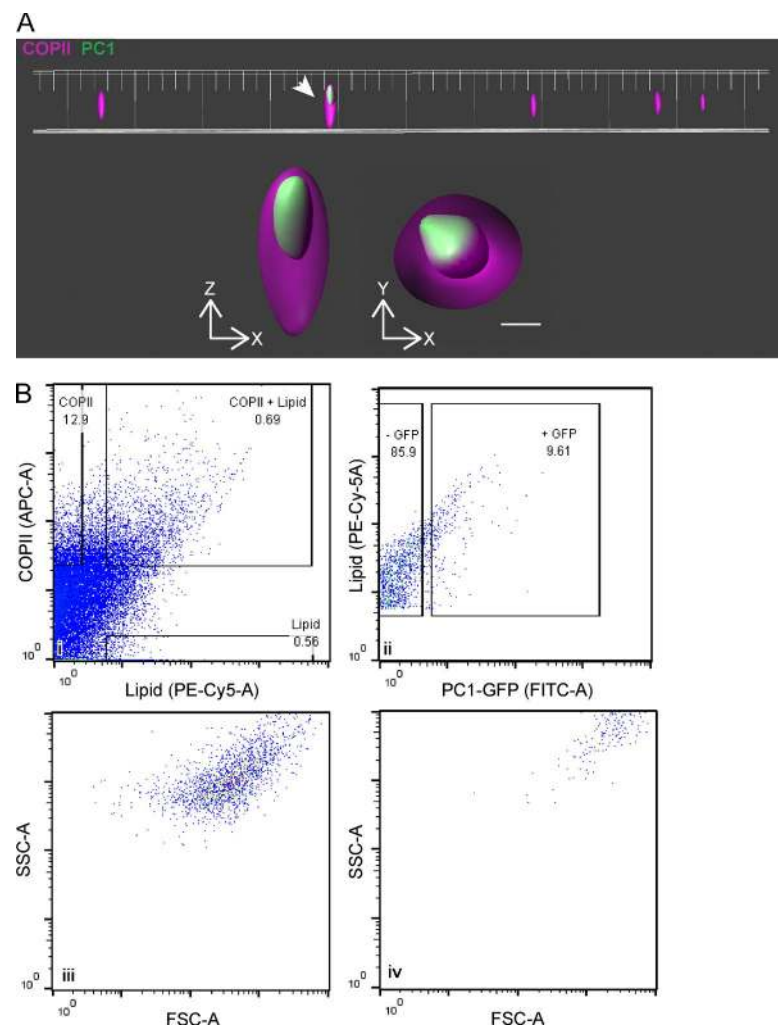 A
COPII PC1
Z
X
Y
X
B
COPII
12.9
COPII + Lipid
0.69
Lipid
0.56
i
COPII (APC-A)
10⁰
10⁰
Lipid (PE-Cy5-A)
- GFP
85.9
+ GFP
9.61
ii
Lipid (PE-Cy-5A)
10⁰
10⁰
PC1-GFP (FITC-A)
SSC-A
10⁰
iii
10⁰
FSC-A
SSC-A
10⁰
iv
10⁰
FSC-A